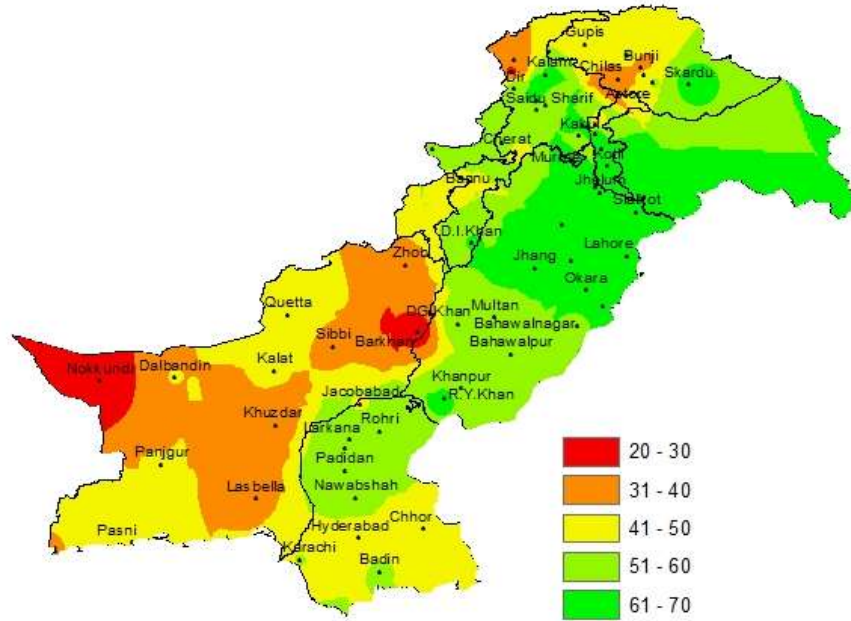 Gupis
Bunji
Kalam
Chilas
Skardu
Dir
Astore
Saidu Sharif
Cherat
Murree
Kotli
Bannu
Jhelum
Sialkot
D.I.Khan
Zhob
Lahore
Jhang
Okara
Quetta
DG.Khan
Multan
Bahawalnagar
Sibbi
Barkhan
Bahawalpur
Nokkundi
Dalbandin
Kalat
Khanpur
Jacobabad
R.Y.Khan
Khuzdar
Rohri
Larkana
Panjgur
Padidan
Lasbella
Nawabshah
Pasni
Hyderabad
Chhor
Karachi
Badin
20 - 30
31 - 40
41 - 50
51 - 60
61 - 70